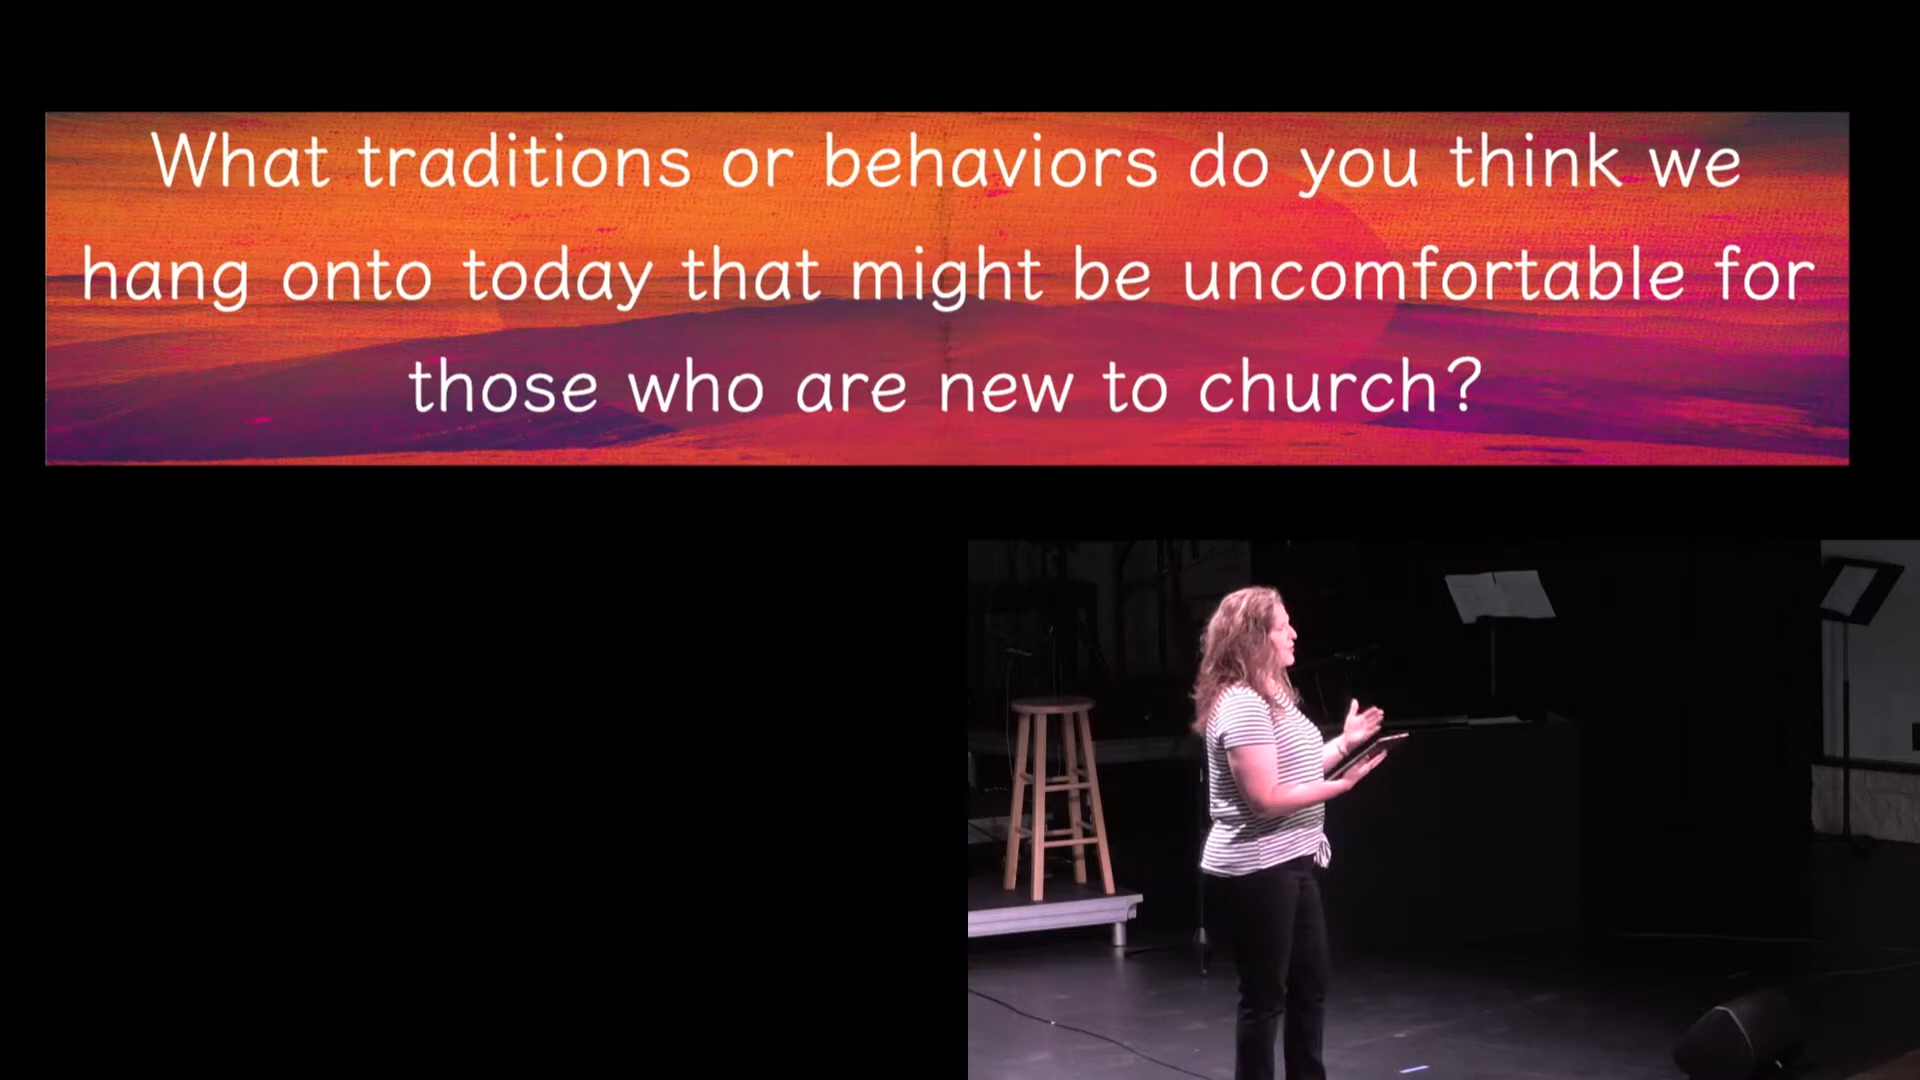 What traditions or behaviors do you think we
hang onto today that might be uncomfortable for
those who are new to church?